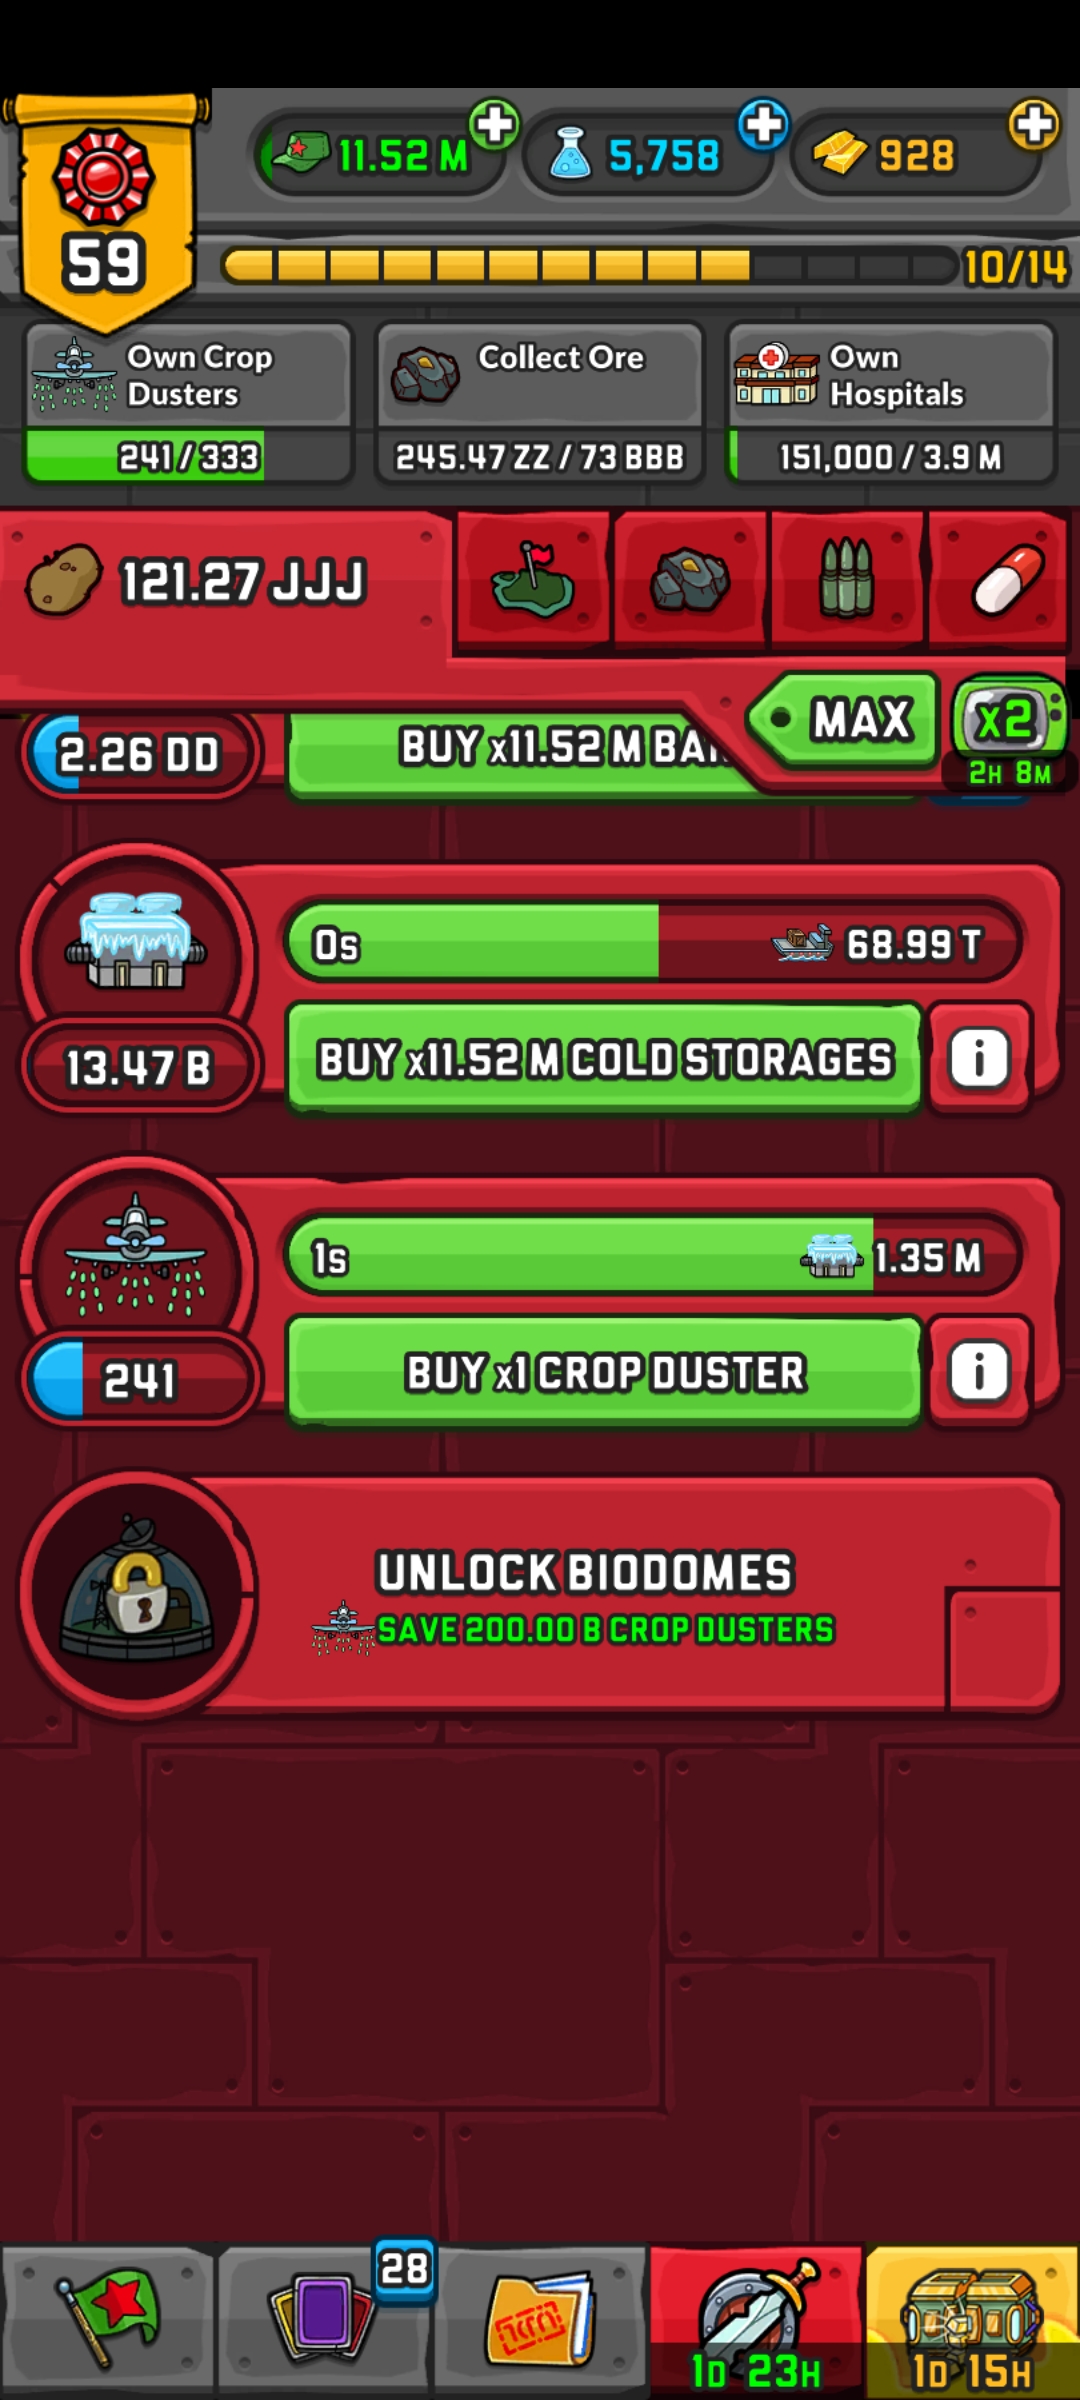 11.52 M
5,758
928
59
10/14
Own Crop
Dusters
241/333
Collect Ore
245.47 ZZ / 73 BBB
Own
Hospitals
151,000 / 3.9 M
121.27 JJJ
MAX
x2
2H 8M
2.26 DD
BUY x11.52 M
0s
68.99 T
13.47 B
BUY x11.52 M COLD STORAGES
i
1s
1.35 M
241
BUY x1 CROP DUSTER
i
UNLOCK BIODOMES
SAVE 200.00 B CROP DUSTERS
28
1D 23H
1D 15H